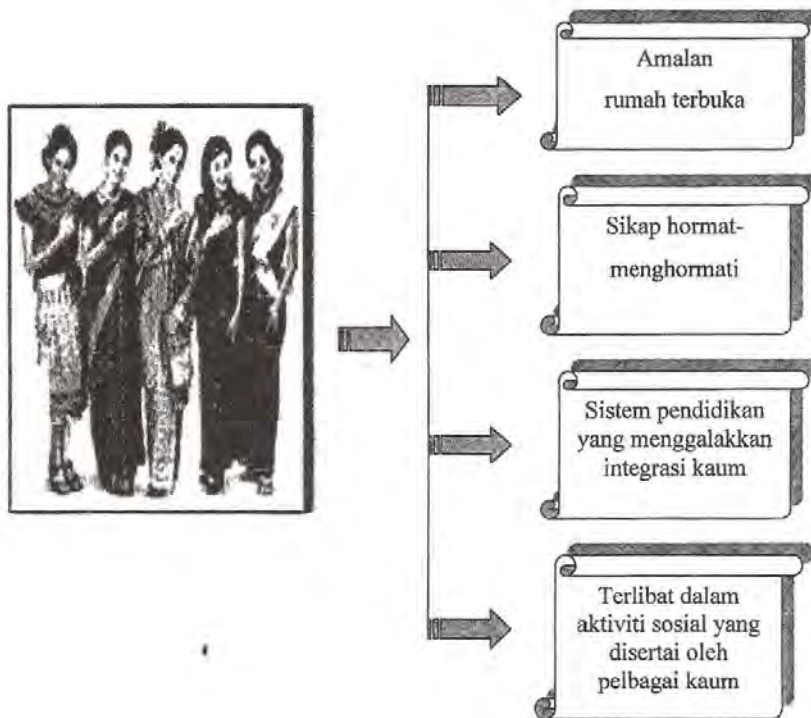 Amalan
rumah terbuka
Sikap hormat-
menghormati
Sistem pendidikan
yang menggalakkan
integrasi kaum
Terlibat dalam
aktiviti sosial yang
disertai oleh
pelbagai kaum